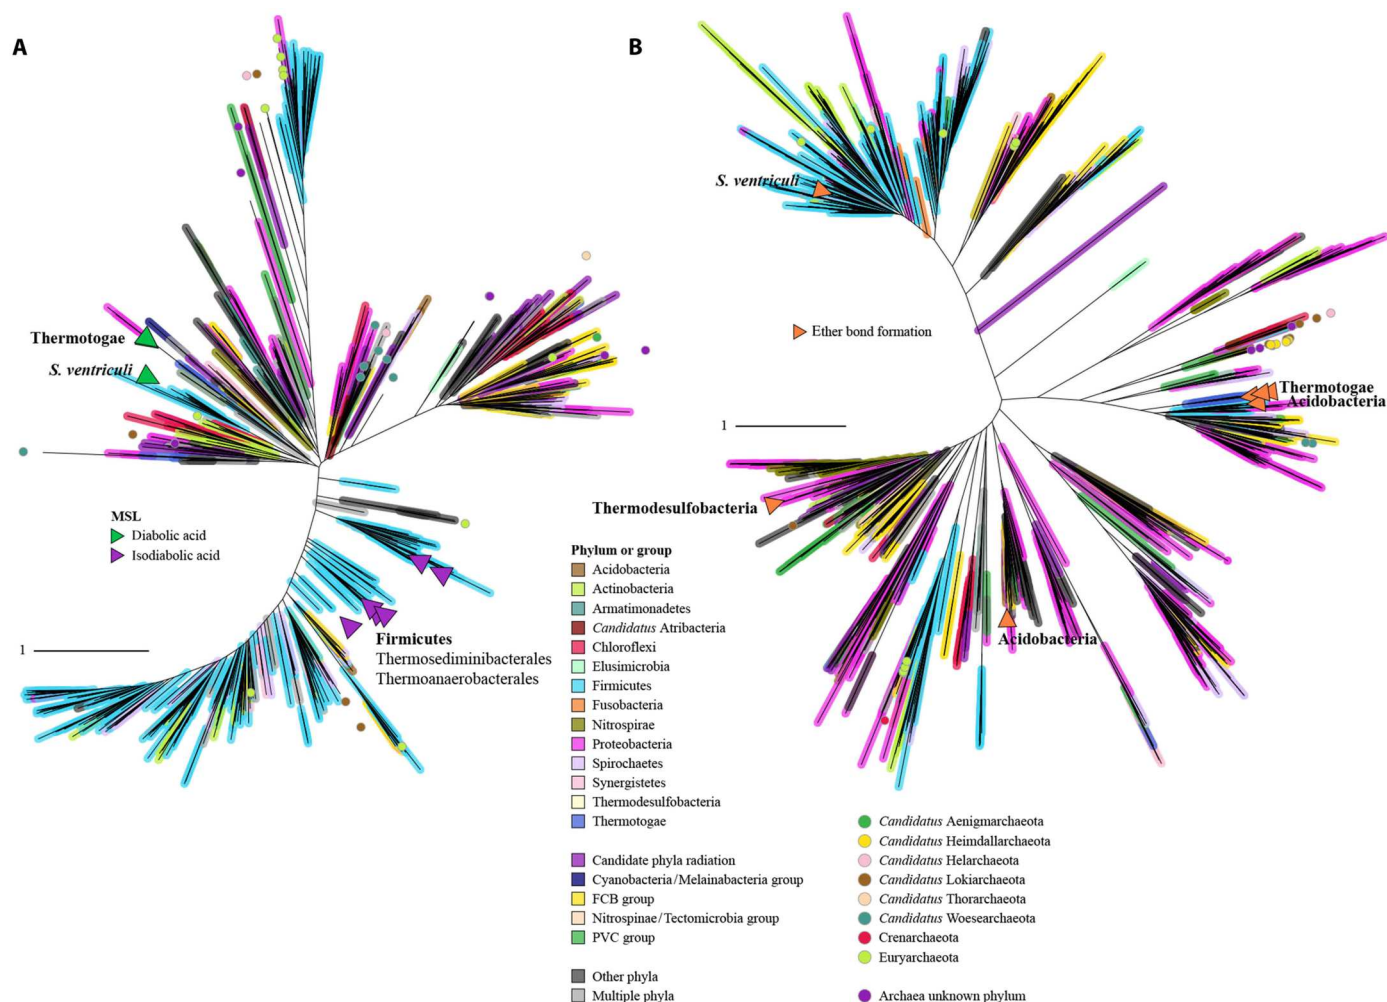 A
B
S. ventriculi
Ether bond formation
Thermotogae
S. ventriculi
Thermotogae
Acidobacteria
1
1
MSL
Diabolic acid
Isodiabolic acid
Thermodesulfobacteria
Acidobacteria
Firmicutes
Thermosediminibacterales
Thermoanaerobacterales
Phylum or group
Acidobacteria
Actinobacteria
Armatimonadetes
Candidatus Atribacteria
Chloroflexi
Elusimicrobia
Firmicutes
Fusobacteria
Nitrospirae
Proteobacteria
Spirochaetes
Synergistetes
Thermodesulfobacteria
Thermotogae
Candidate phyla radiation
Cyanobacteria/Melainabacteria group
FCB group
Nitrospinae/Tectomicrobia group
PVC group
Other phyla
Multiple phyla
Candidatus Aenigmarchaeota
Candidatus Heimdallarchaeota
Candidatus Helarchaeota
Candidatus Lokiarchaeota
Candidatus Thorarchaeota
Candidatus Woesearchaeota
Crenarchaeota
Euryarchaeota
Archaea unknown phylum